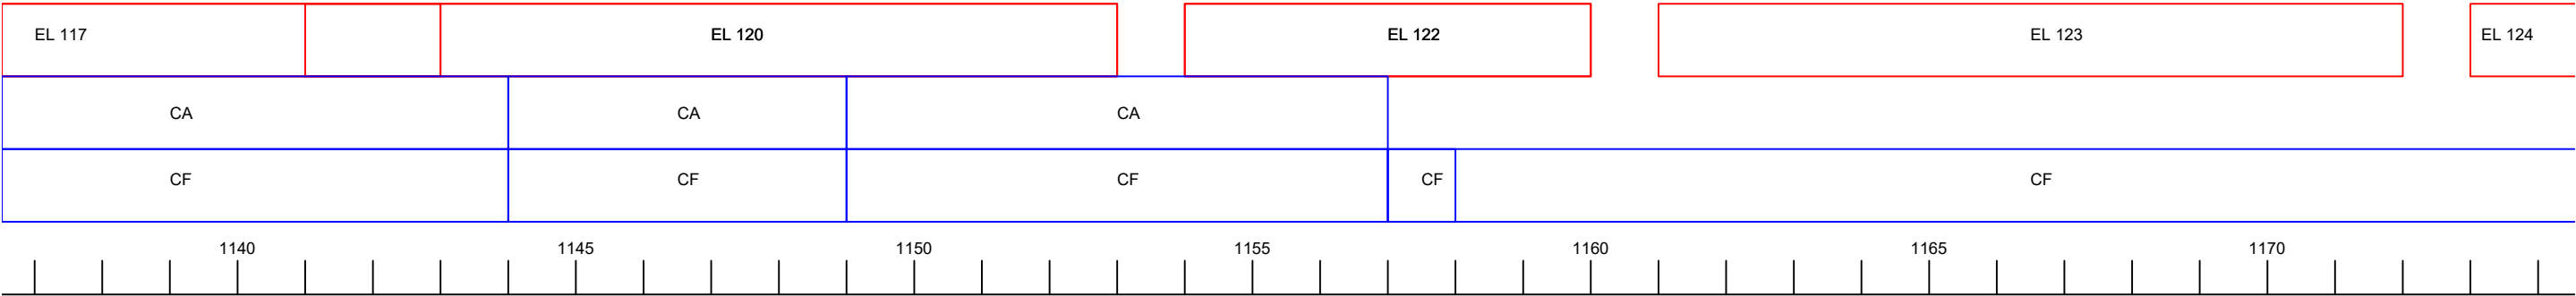 EL 117 EL 120 EL 122 EL 123 EL 124
CA CA CA
CF CF CF CF CF
1140 1145 1150 1155 1160 1165 1170